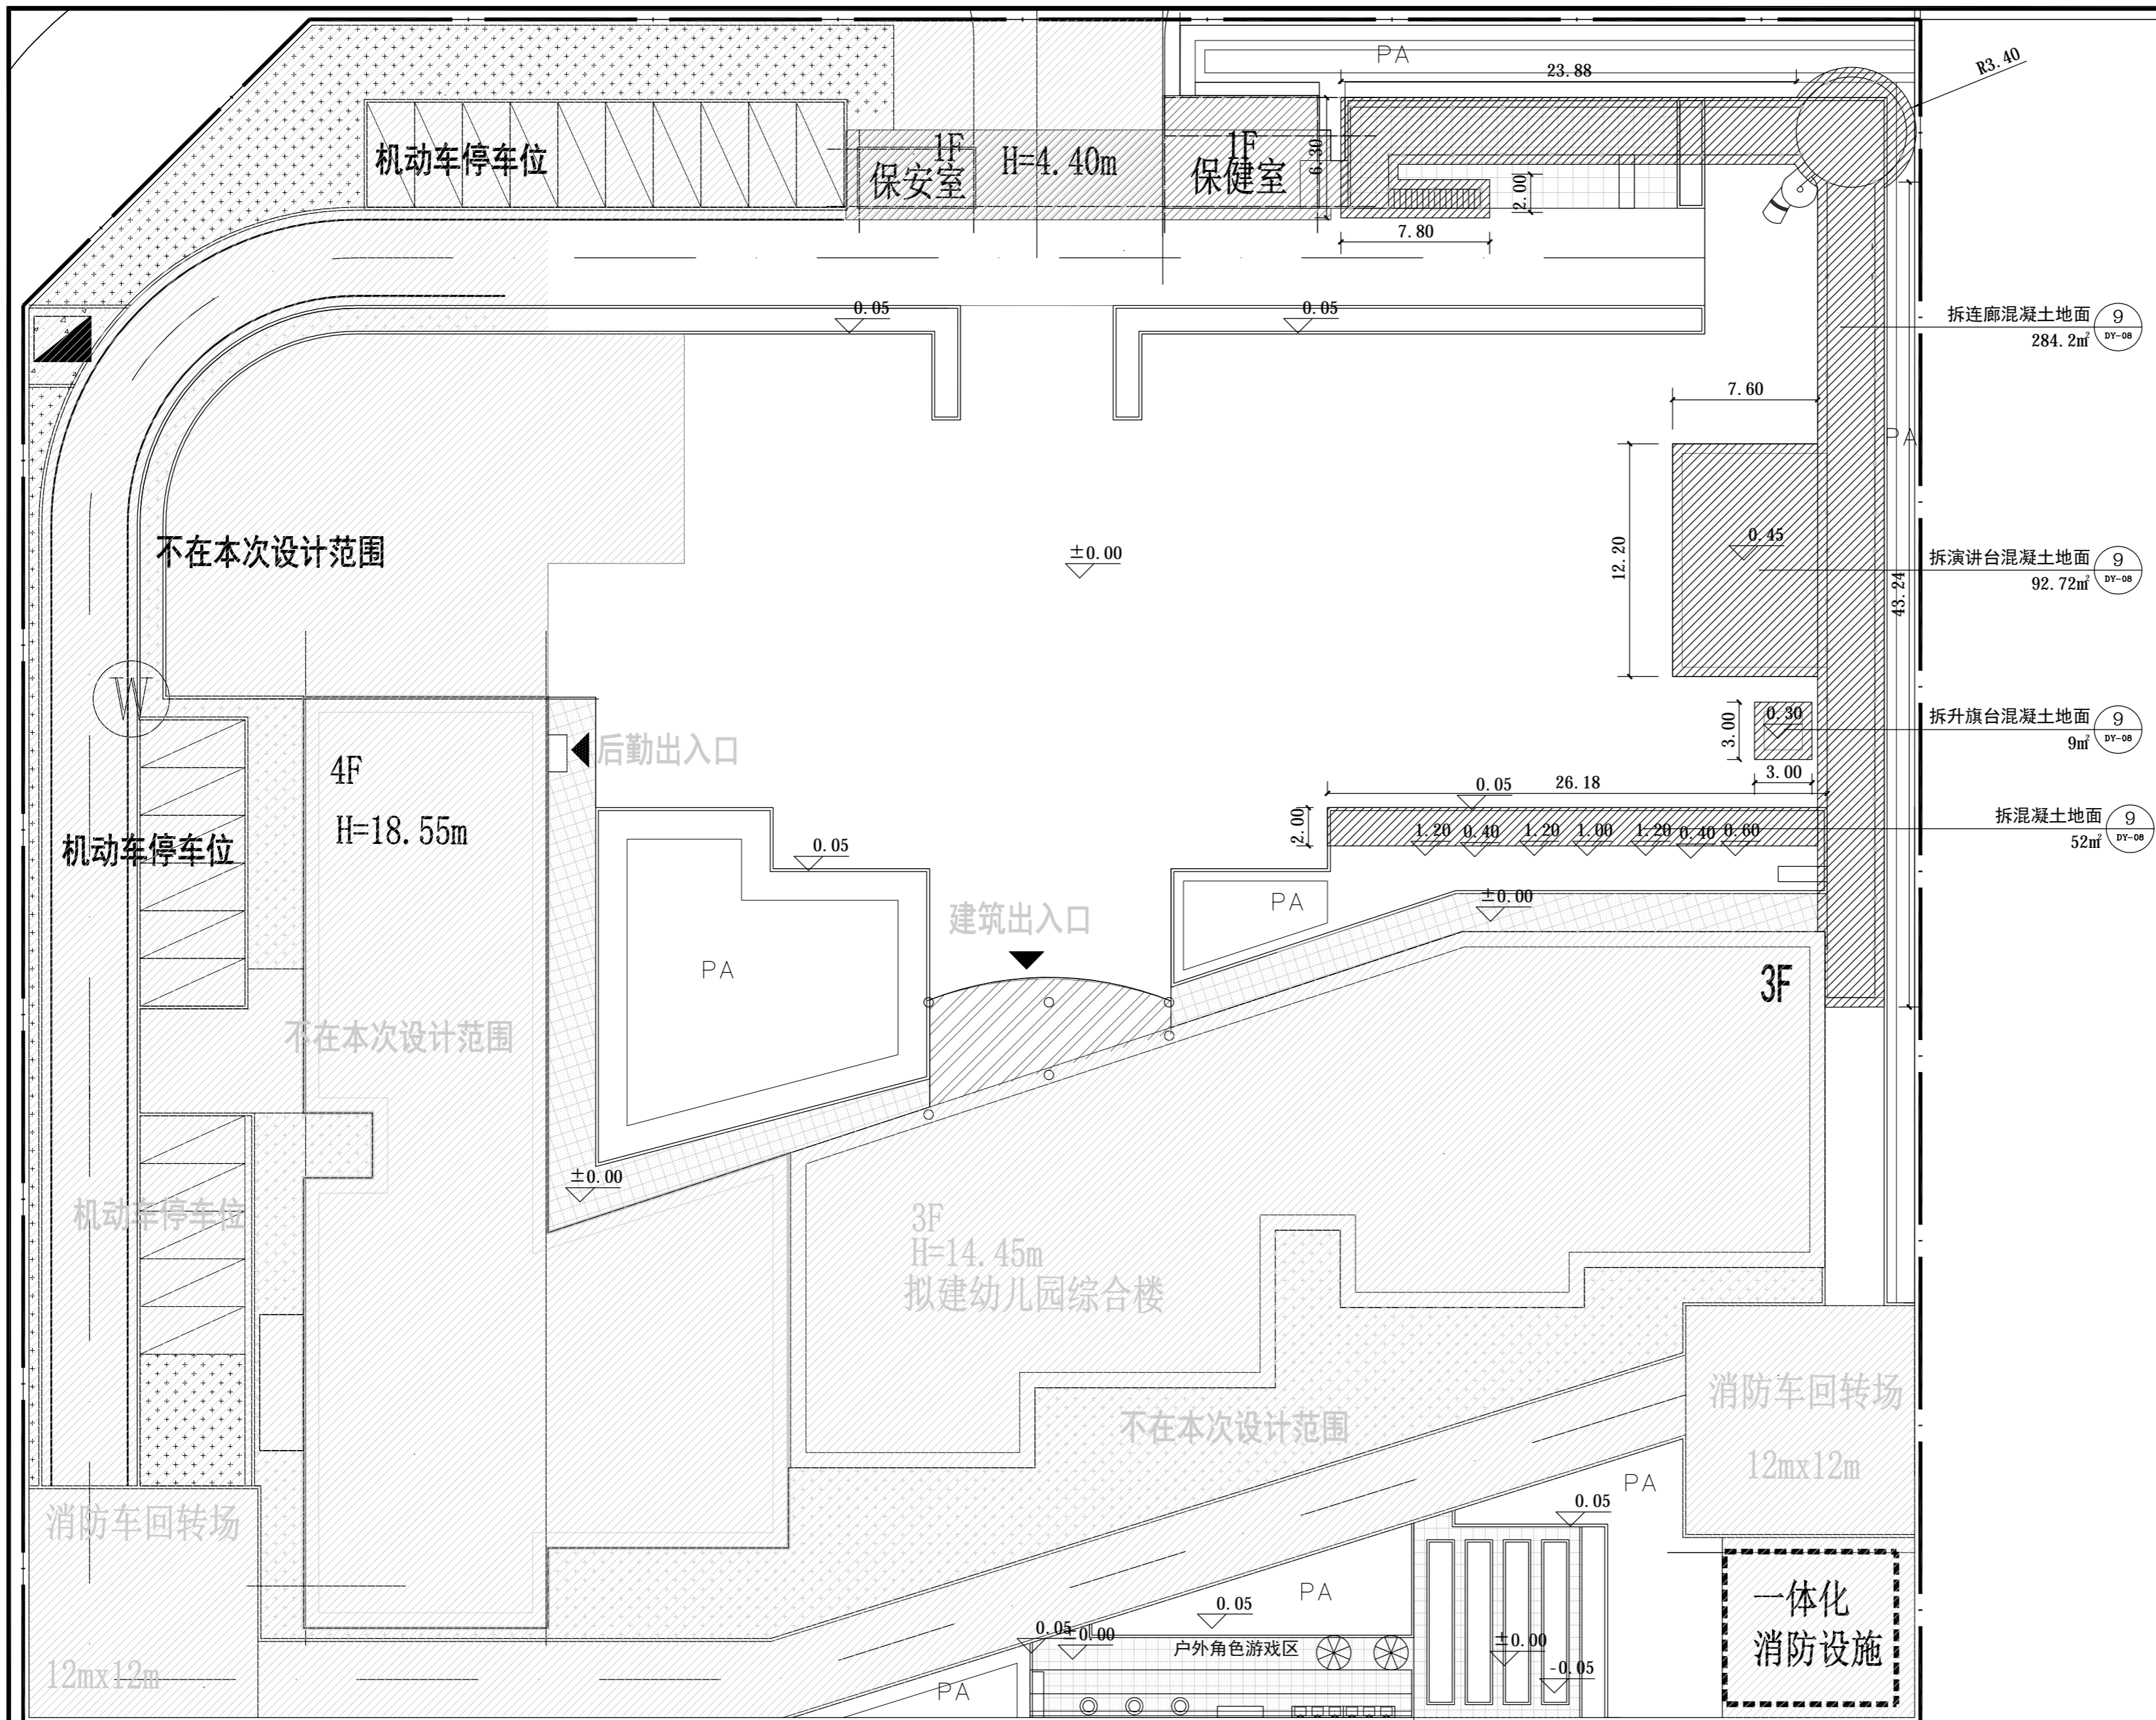 PA
23.88
R3.40
机动车停车位
1F
保安室
H=4.40m
1F
保健室
6.30
2.00
7.80
0.05
0.05
拆连廊混凝土地面
284.2㎡
9
DY-08
7.60
PA
不在本次设计范围
±0.00
12.20
0.45
43.24
拆演讲台混凝土地面
92.72㎡
9
DY-08
W
后勤出入口
3.00
0.30
3.00
拆升旗台混凝土地面
9㎡
9
DY-08
4F
H=18.55m
机动车停车位
0.05
26.18
2.00
1.20
0.40
1.20
1.00
1.20
0.40
0.60
拆混凝土地面
52㎡
9
DY-08
0.05
建筑出入口
PA
±0.00
PA
3F
不在本次设计范围
±0.00
机动车停车位
3F
H=14.45m
拟建幼儿园综合楼
不在本次设计范围
消防车回转场
12mx12m
PA
0.05
消防车回转场
12mx12m
PA
0.05
0.05
±0.00
户外角色游戏区
±0.00
-0.05
PA
一体化
消防设施